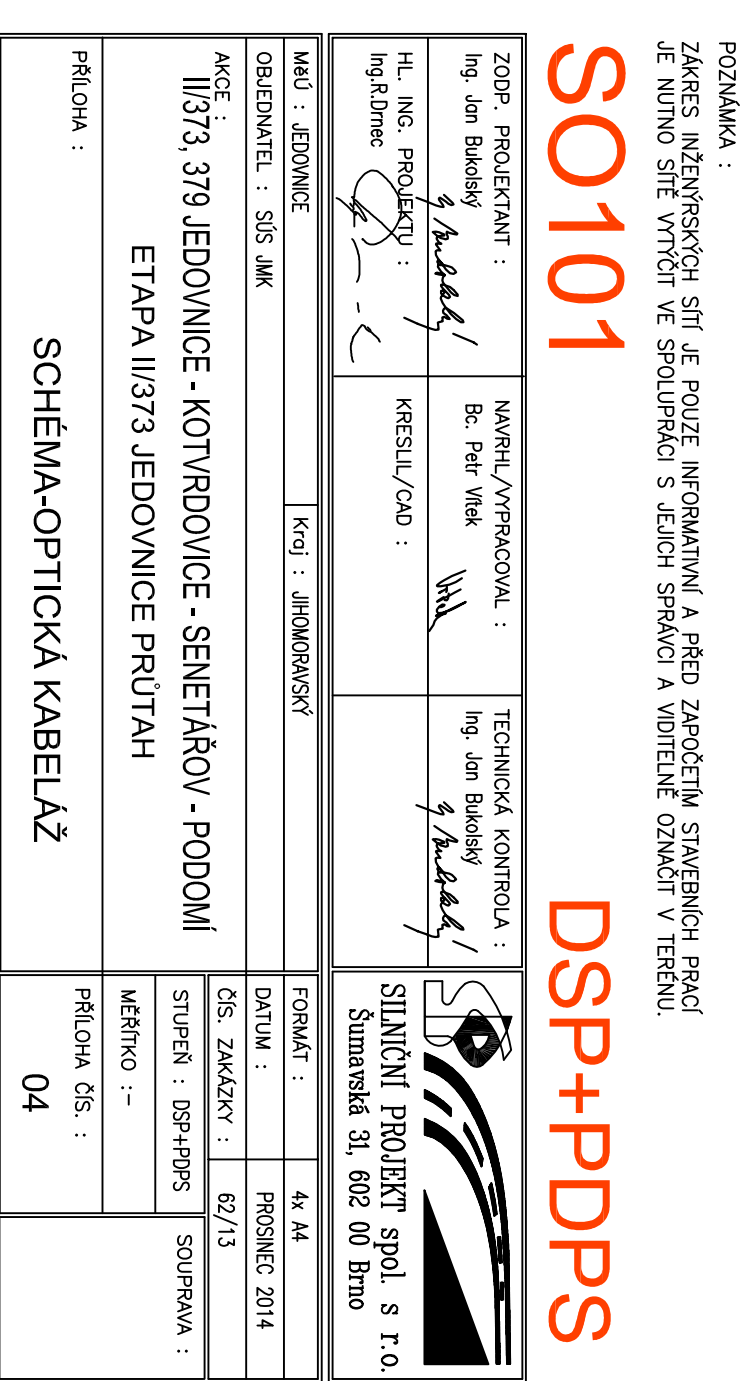 POZNÁMKA :
ZÁKRES INŽENÝRSKÝCH SÍTÍ JE POUZE INFORMATIVNÍ A PŘED ZAPOČETÍM STAVEBNÍCH PRACÍ
JE NUTNO SÍTĚ VYTÝČIT VE SPOLUPRÁCI S JEJICH SPRÁVCI A VIDITELNĚ OZNAČIT V TERÉNU.
SO101 DSP+PDPS
ZODP. PROJEKTANT :
Ing. Jan Bukolský
NAVRHL/VYPRACOVAL :
Bc. Petr Vítek
TECHNICKÁ KONTROLA :
Ing. Jan Bukolský
HL. ING. PROJEKTU :
Ing.R.Drnec
KRESLIL/CAD :
SILNIČNÍ PROJEKT spol. s r.o.
Šumavská 31, 602 00 Brno
MěÚ : JEDOVNICE
Kraj : JIHOMORAVSKÝ
OBJEDNATEL : SÚS JMK
AKCE :
II/373, 379 JEDOVNICE - KOTVRDOVICE - SENETÁŘOV - PODOMÍ
ETAPA II/373 JEDOVNICE PRŮTAH
FORMÁT : 4x A4
DATUM : PROSINEC 2014
ČÍS. ZAKÁZKY : 62/13
STUPEŇ : DSP+PDPS
SOUPRAVA :
MĚŘÍTKO :-
PŘÍLOHA :
SCHÉMA-OPTICKÁ KABELÁŽ
PŘÍLOHA ČÍS. :
04